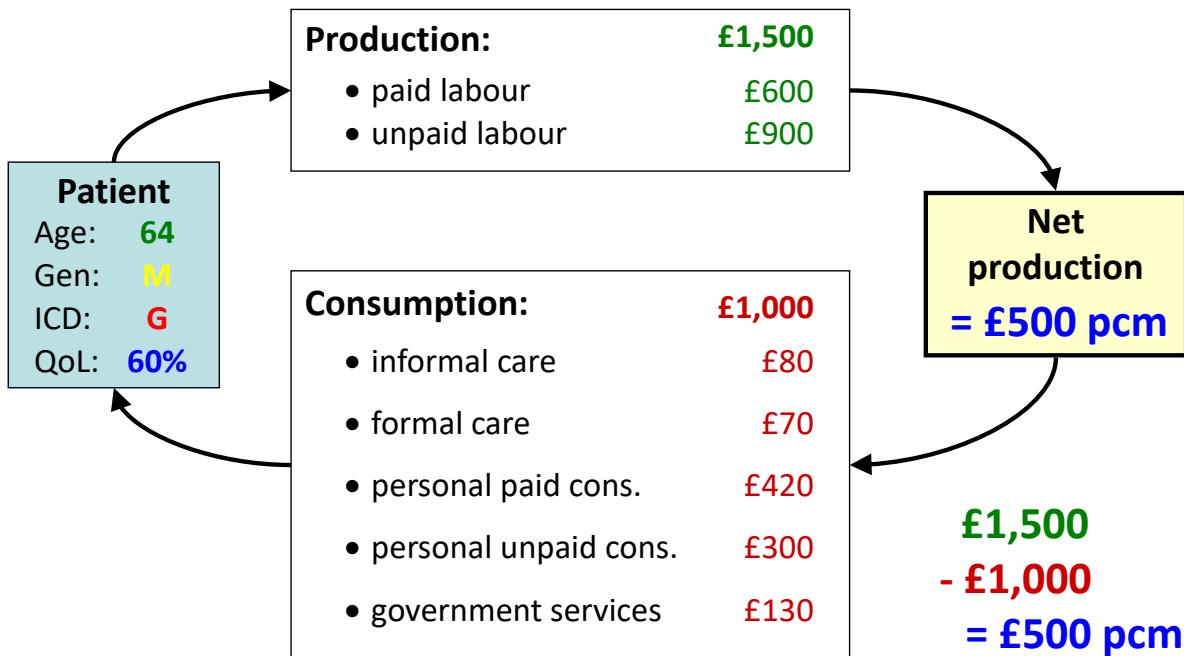 Production: £1,500
• paid labour £600
• unpaid labour £900
Patient
Age: 64
Gen: M
ICD: G
QoL: 60%
Net
production
= £500 pcm
Consumption: £1,000
• informal care £80
• formal care £70
• personal paid cons. £420
• personal unpaid cons. £300
• government services £130
£1,500
- £1,000
= £500 pcm